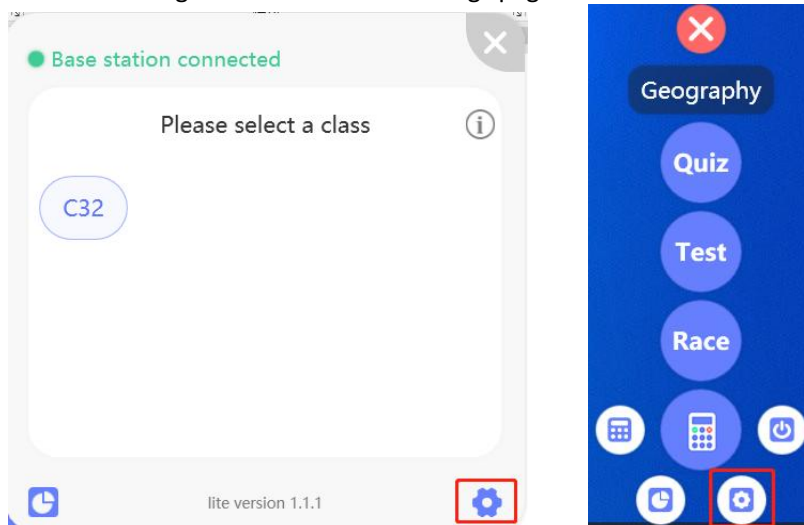 Base station connected
Please select a class
C32
lite version 1.1.1
Geography
Quiz
Test
Race